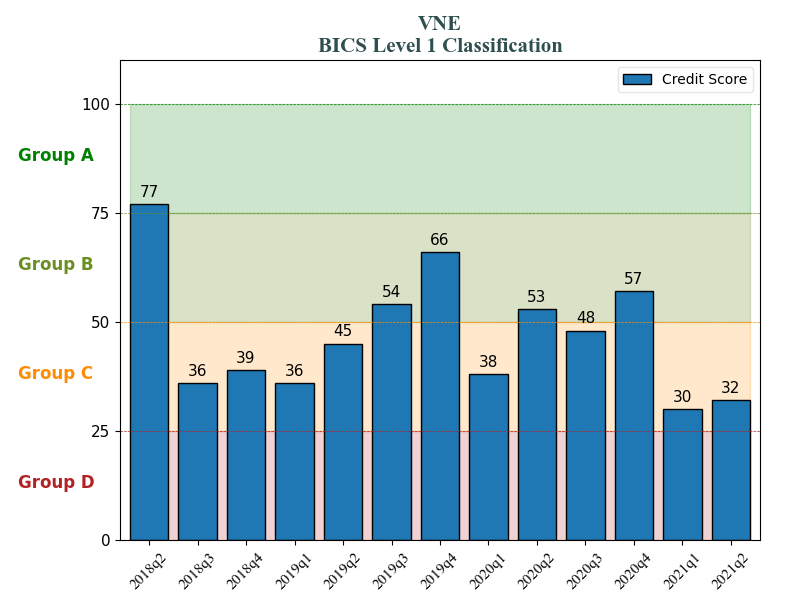 VNE
BICS Level 1 Classification
Credit Score
100
Group A
77
75
66
Group B
57
54
53
50
48
45
39
38
36
36
Group C
32
30
25
Group D
0
2018q2
2018q3
2018q4
2019q1
2019q2
2019q3
2019q4
2020q1
2020q2
2020q3
2020q4
2021q1
2021q2